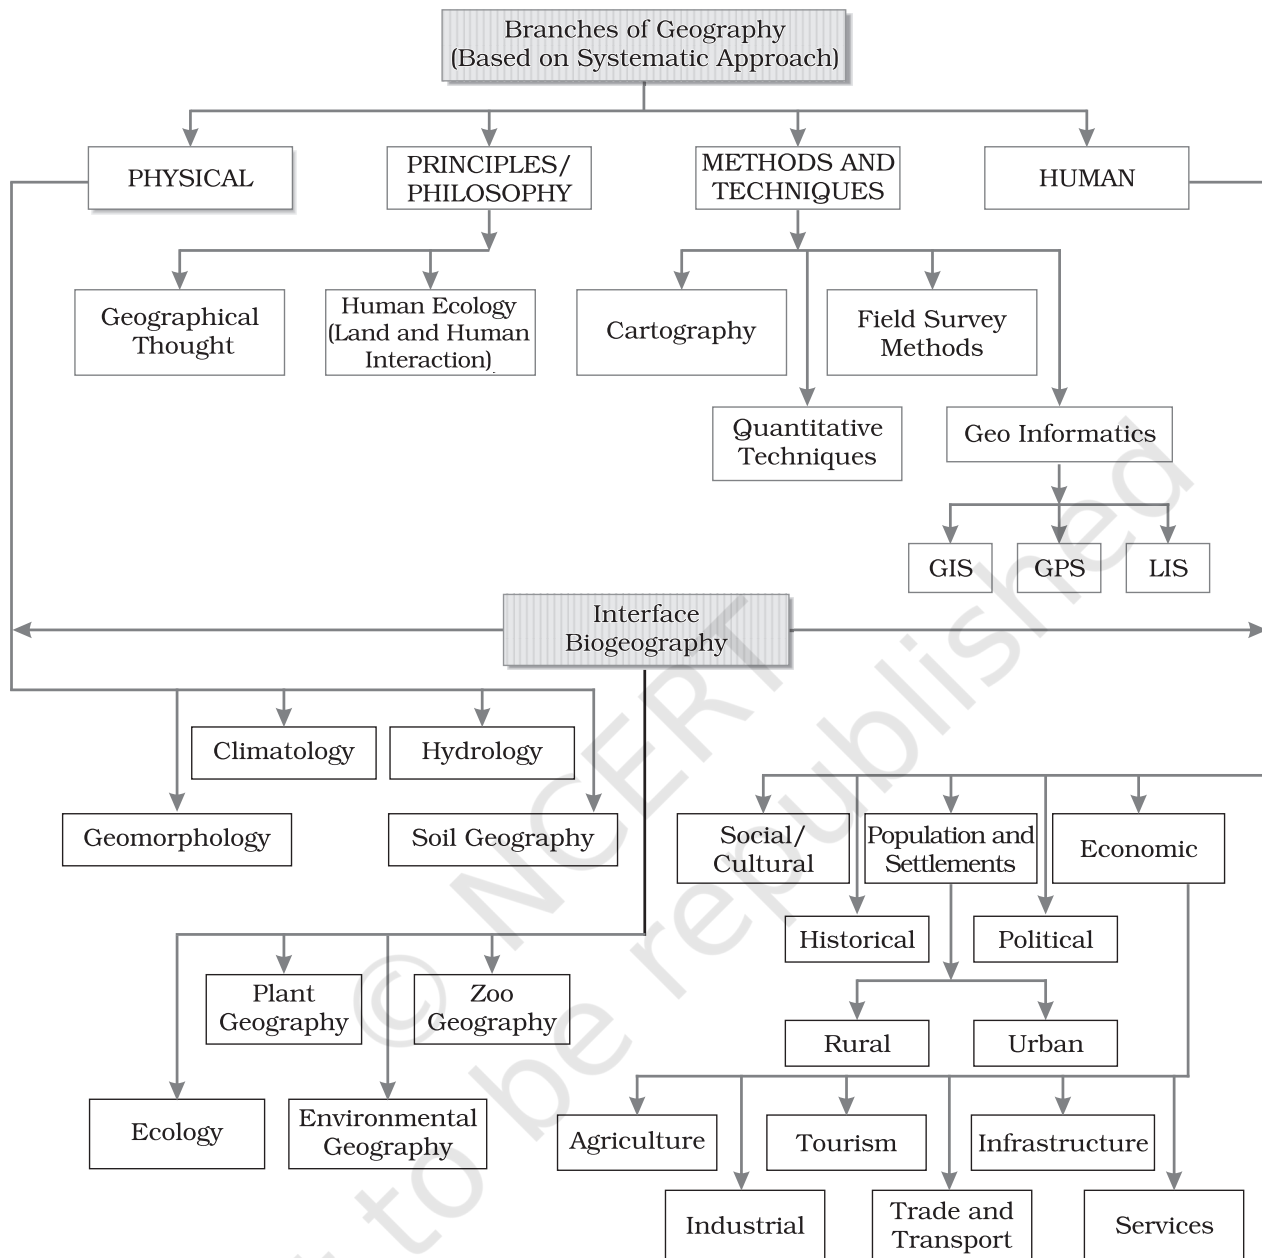 Branches of Geography
(Based on Systematic Approach)
PHYSICAL
PRINCIPLES/
PHILOSOPHY
METHODS AND
TECHNIQUES
HUMAN
Geographical
Thought
Human Ecology
(Land and Human
Interaction)
Cartography
Field Survey
Methods
Quantitative
Techniques
Geo Informatics
GIS
GPS
LIS
Interface
Biogeography
Climatology
Hydrology
Geomorphology
Soil Geography
Social/
Cultural
Population and
Settlements
Economic
Historical
Political
Plant
Geography
Zoo
Geography
Rural
Urban
Ecology
Environmental
Geography
Agriculture
Tourism
Infrastructure
Industrial
Trade and
Transport
Services
© NCERT
to be republished